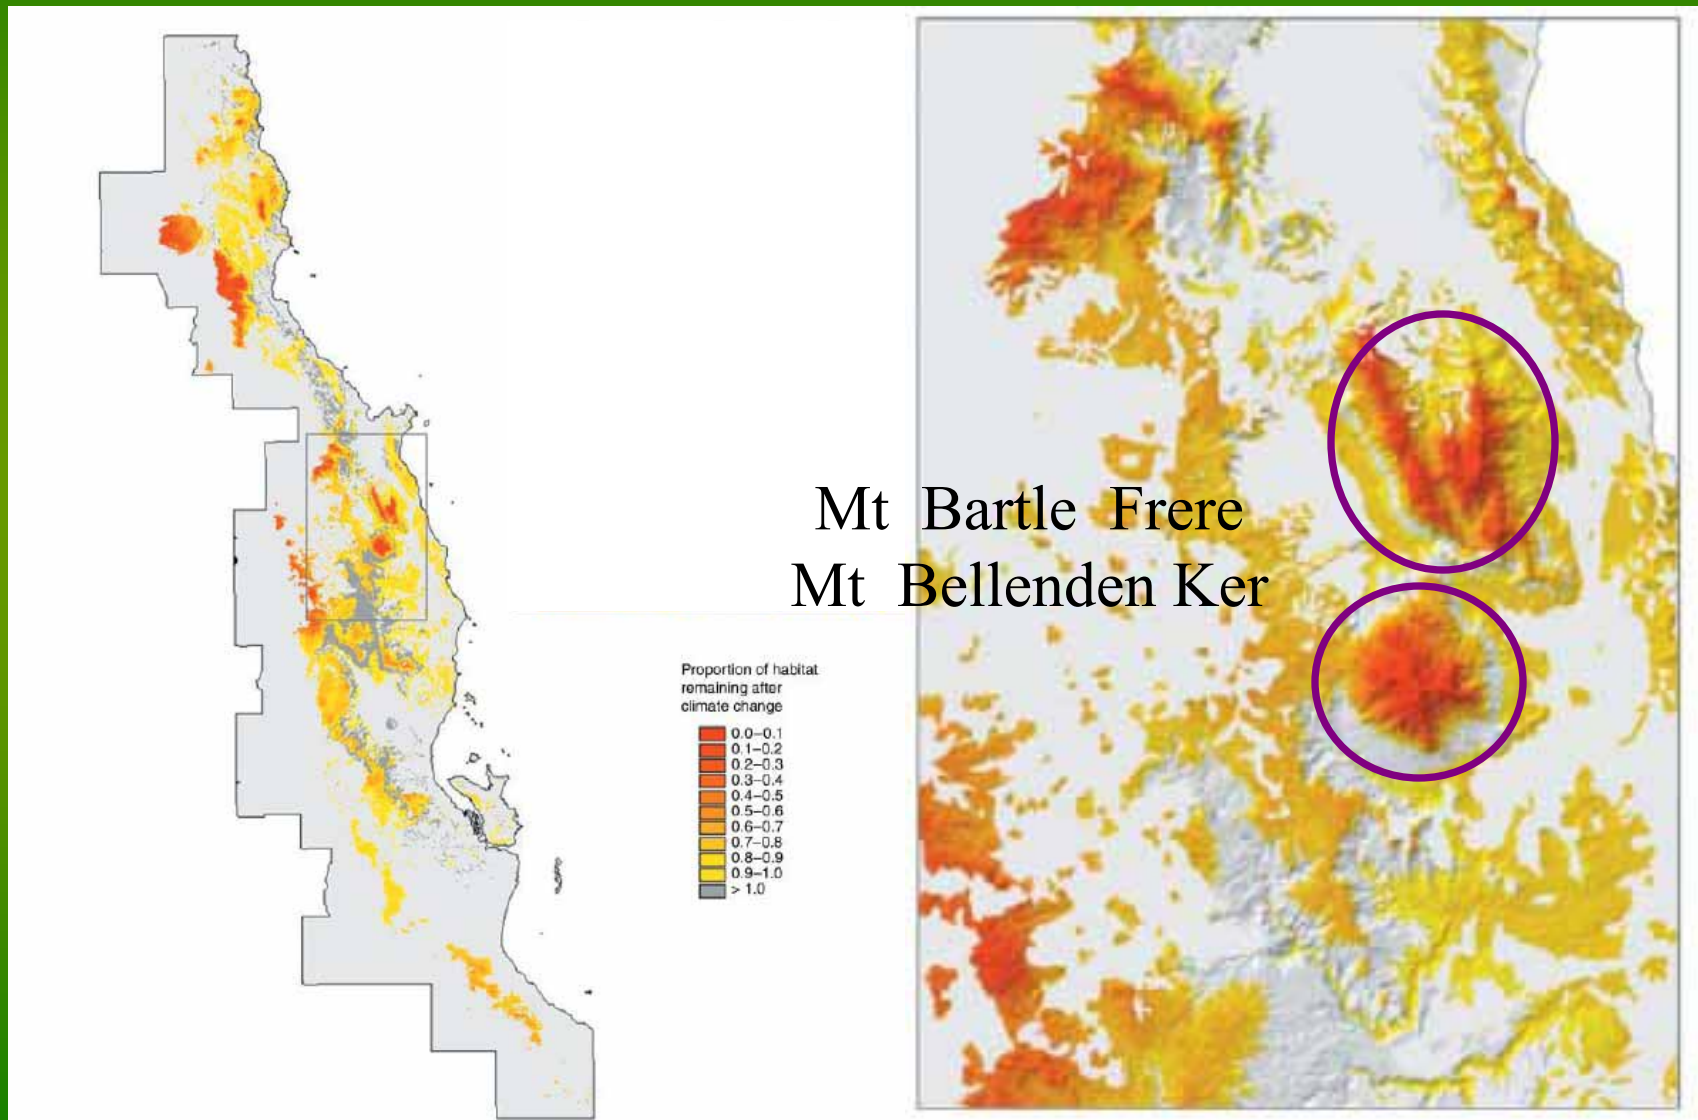 Mt Bartle Frere
Mt Bellenden Ker
Proportion of habitat
remaining after
climate change
0.0–0.1
0.1–0.2
0.2–0.3
0.3–0.4
0.4–0.5
0.5–0.6
0.6–0.7
0.7–0.8
0.8–0.9
0.9–1.0
> 1.0